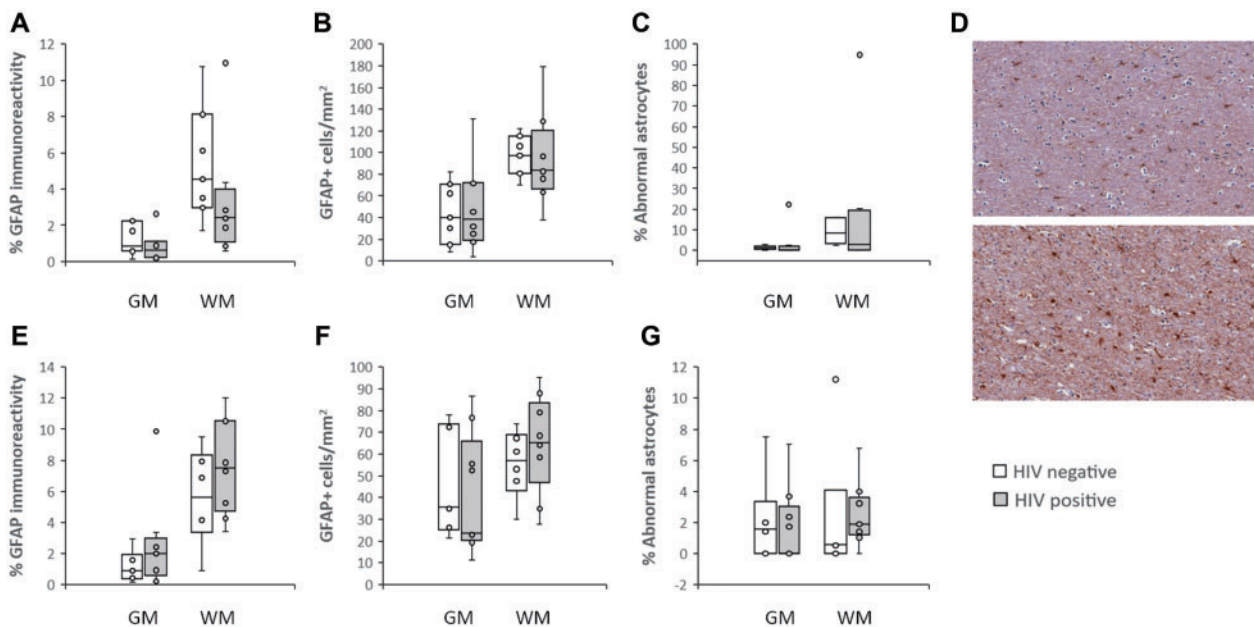 A
% GFAP immunoreactivity
12
10
8
6
4
2
0
GM WM
B
GFAP+ cells/mm²
200
180
160
140
120
100
80
60
40
20
0
GM WM
C
% Abnormal astrocytes
100
90
80
70
60
50
40
30
20
10
0
GM WM
D
E
% GFAP immunoreactivity
14
12
10
8
6
4
2
0
GM WM
F
GFAP+ cells/mm²
100
90
80
70
60
50
40
30
20
10
0
GM WM
G
% Abnormal astrocytes
12
10
8
6
4
2
0
-2
GM WM
HIV negative
HIV positive